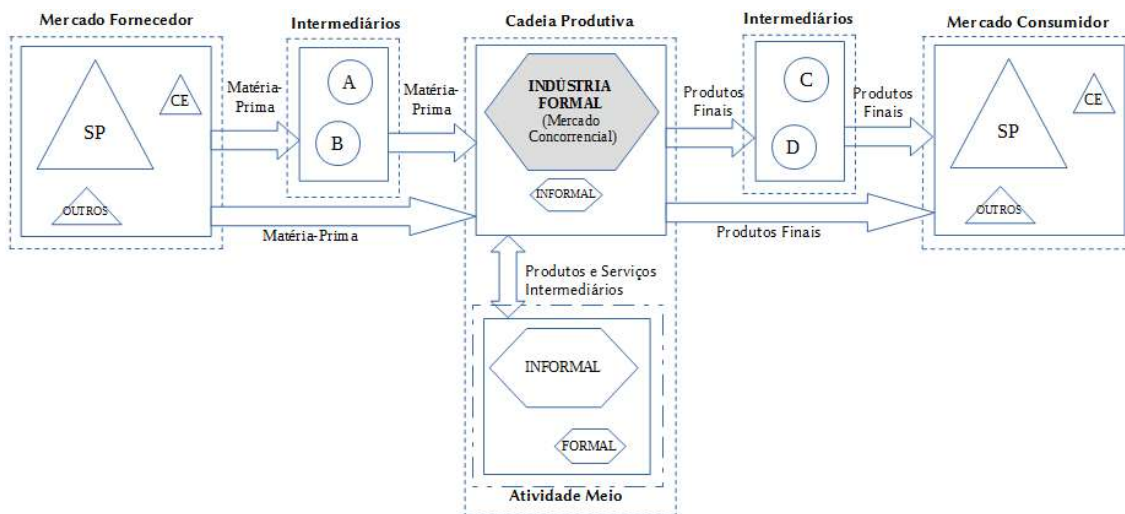 Mercado Fornecedor
SP
CE
OUTROS
Matéria-
Prima
Matéria-Prima
Intermediários
A
B
Matéria-
Prima
Cadeia Produtiva
INDÚSTRIA
FORMAL
(Mercado
Concorrencial)
INFORMAL
Produtos e Serviços
Intermediários
INFORMAL
FORMAL
Atividade Meio
Produtos
Finais
Produtos Finais
Intermediários
C
D
Produtos
Finais
Mercado Consumidor
SP
CE
OUTROS